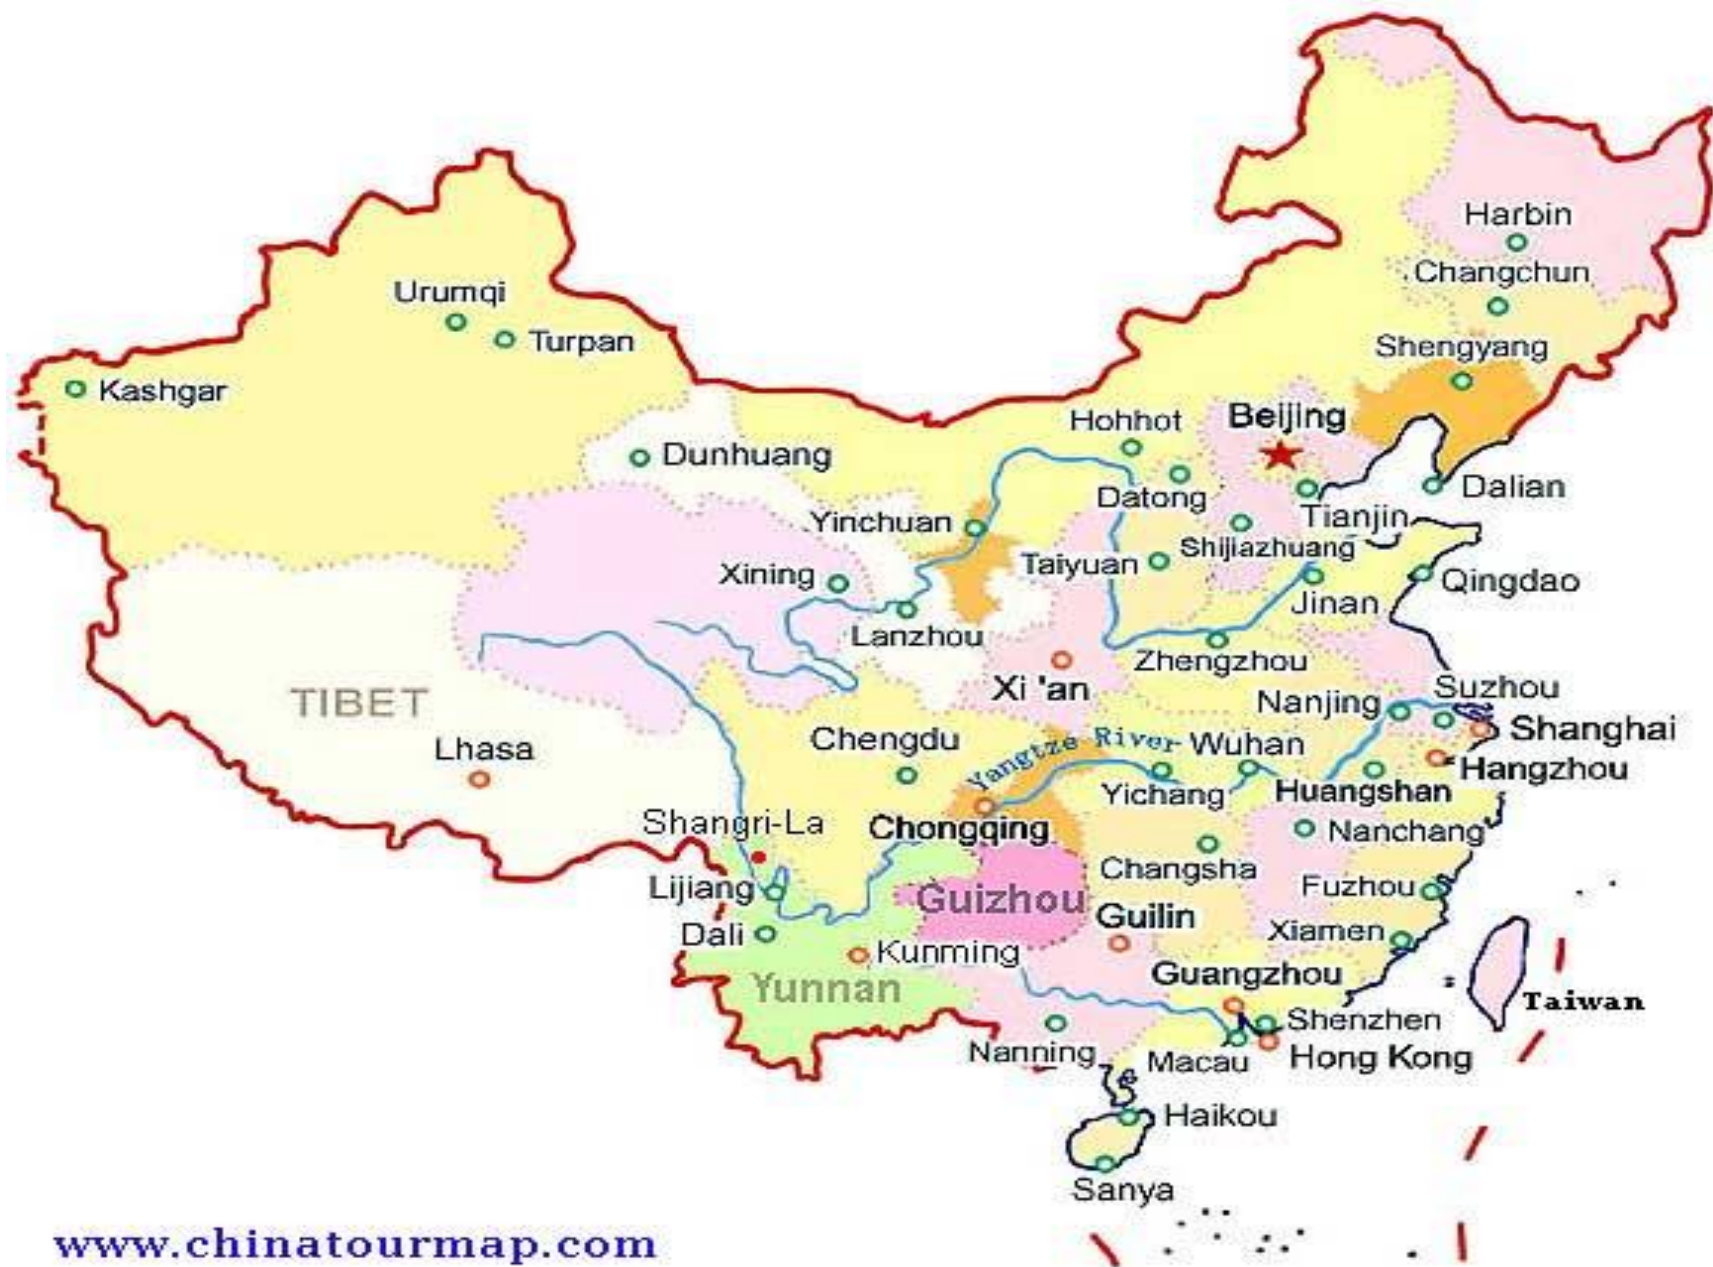 Harbin
Changchun
Urumqi
Turpan
Shengyang
Kashgar
Beijing
Hohhot
Dunhuang
Dalian
Datong
Yinchuan
Tianjin
Shijiazhuang
Taiyuan
Xining
Qingdao
Jinan
Lanzhou
Zhengzhou
Xi 'an
Suzhou
Nanjing
TIBET
Shanghai
Chengdu
Yangtze River
Wuhan
Lhasa
Hangzhou
Yichang
Huangshan
Shangri-La
Chongqing
Nanchang
Changsha
Lijiang
Fuzhou
Guizhou
Guilin
Dali
Xiamen
Kunming
Guangzhou
Yunnan
Taiwan
Shenzhen
Nanning
Macau
Hong Kong
Haikou
Sanya
www.chinatourmap.com